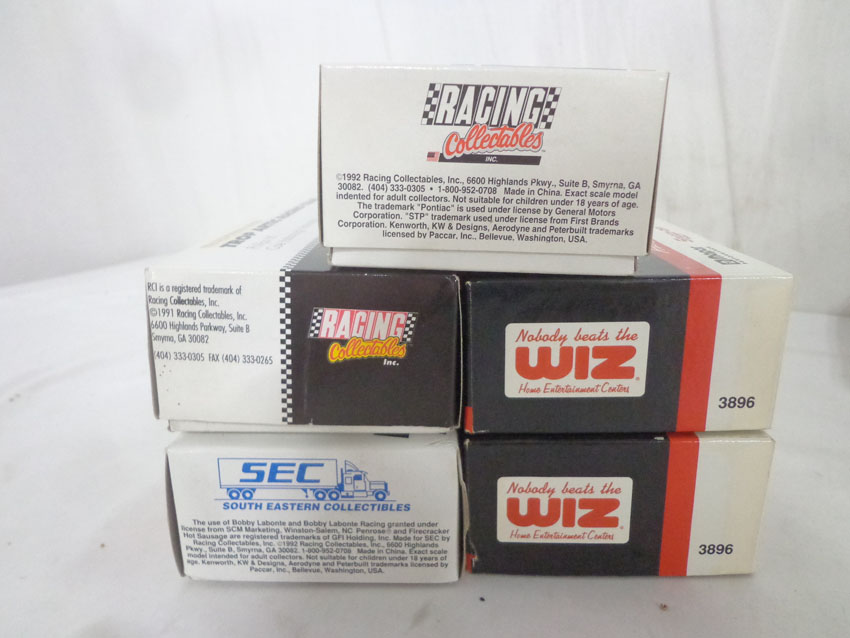 RACING
Collectables
INC.
©1992 Racing Collectables, Inc., 6600 Highlands Pkwy., Suite B, Smyrna, GA
30082. (404) 333-0305 • 1-800-952-0708 Made in China. Exact scale model
indented for adult collectors. Not suitable for children under 18 years of age.
The trademark "Pontiac" is used under license by General Motors
Corporation. "STP" trademark used under license from First Brands
Corporation. Kenworth, KW & Designs, Aerodyne and Peterbuilt trademarks
licensed by Paccar, Inc., Bellevue, Washington, USA.
RCI is a registered trademark of
Racing Collectables, Inc.
©1991 Racing Collectables, Inc.
6600 Highlands Parkway, Suite B
Smyrna, GA 30082
(404) 333-0305 FAX (404) 333-0265
RACING
Collectables
Inc.
Nobody beats the
WIZ
Home Entertainment Centers
3896
SEC
SOUTH EASTERN COLLECTIBLES
The use of Bobby Labonte and Bobby Labonte Racing granted under
license from SCM Marketing, Winston-Salem, NC Penrose® and Firecracker
Hot Sausage are registered trademarks of GFI Holding, Inc. Made for SEC by
Racing Collectables, Inc. ©1992 Racing Collectables, Inc., 6600 Highlands
Pkwy., Suite B, Smyrna, GA 30082. 1-800-952-0708 Made in China. Exact scale
model intended for adult collectors. Not suitable for children under 18 years of
age. Kenworth, KW & Designs, Aerodyne and Peterbuilt trademarks licensed by
Paccar, Inc., Bellevue, Washington, USA.
Nobody beats the
WIZ
Home Entertainment Centers
3896